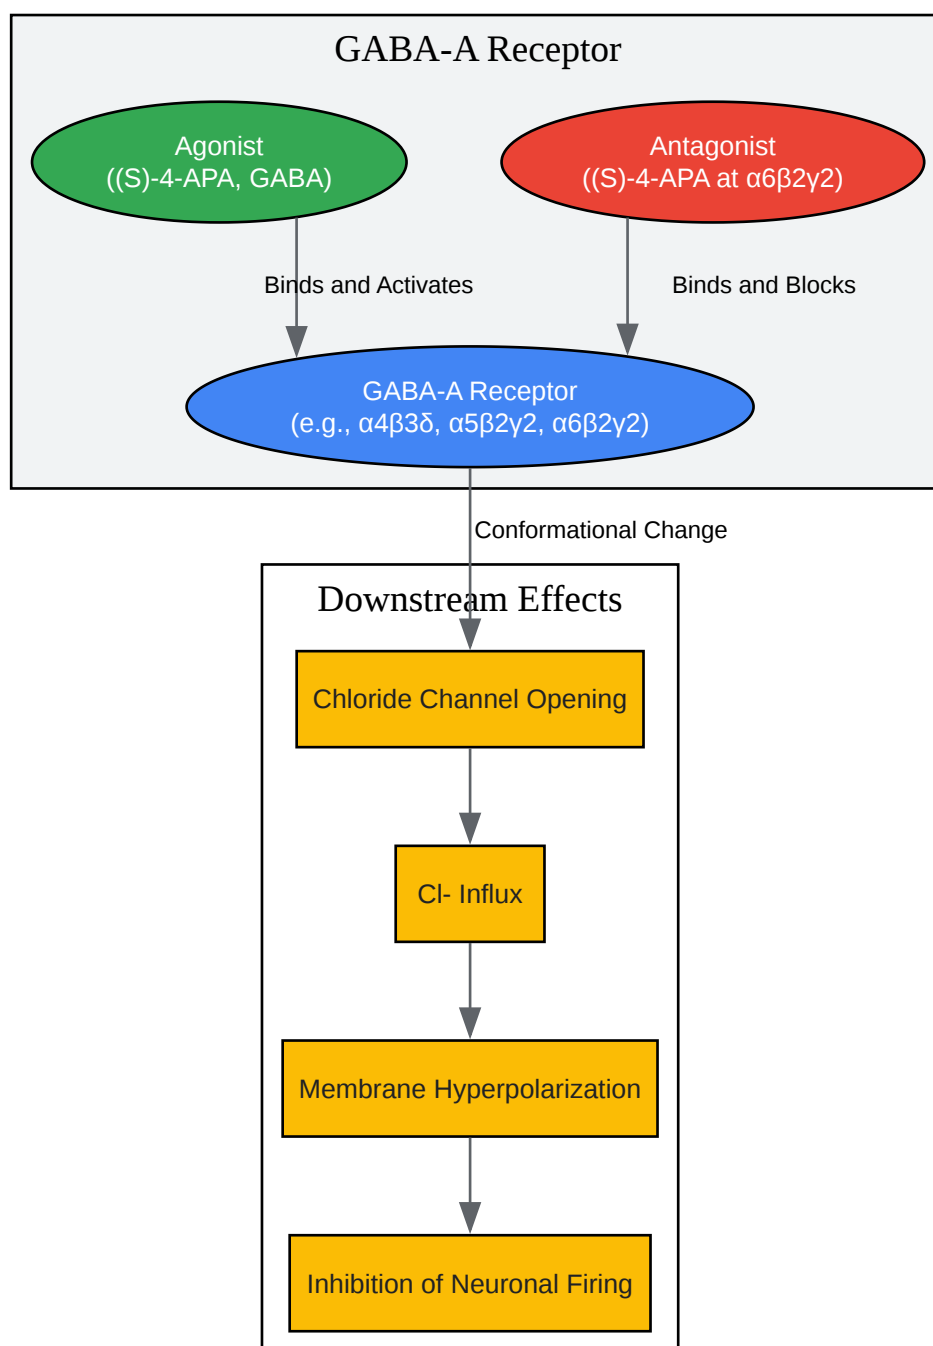 GABA-A Receptor
Agonist
((S)-4-APA, GABA)
Antagonist
((S)-4-APA at α6β2γ2)
Binds and Activates
Binds and Blocks
GABA-A Receptor
(e.g., α4β3δ, α5β2γ2, α6β2γ2)
Conformational Change
Downstream Effects
Chloride Channel Opening
Cl- Influx
Membrane Hyperpolarization
Inhibition of Neuronal Firing